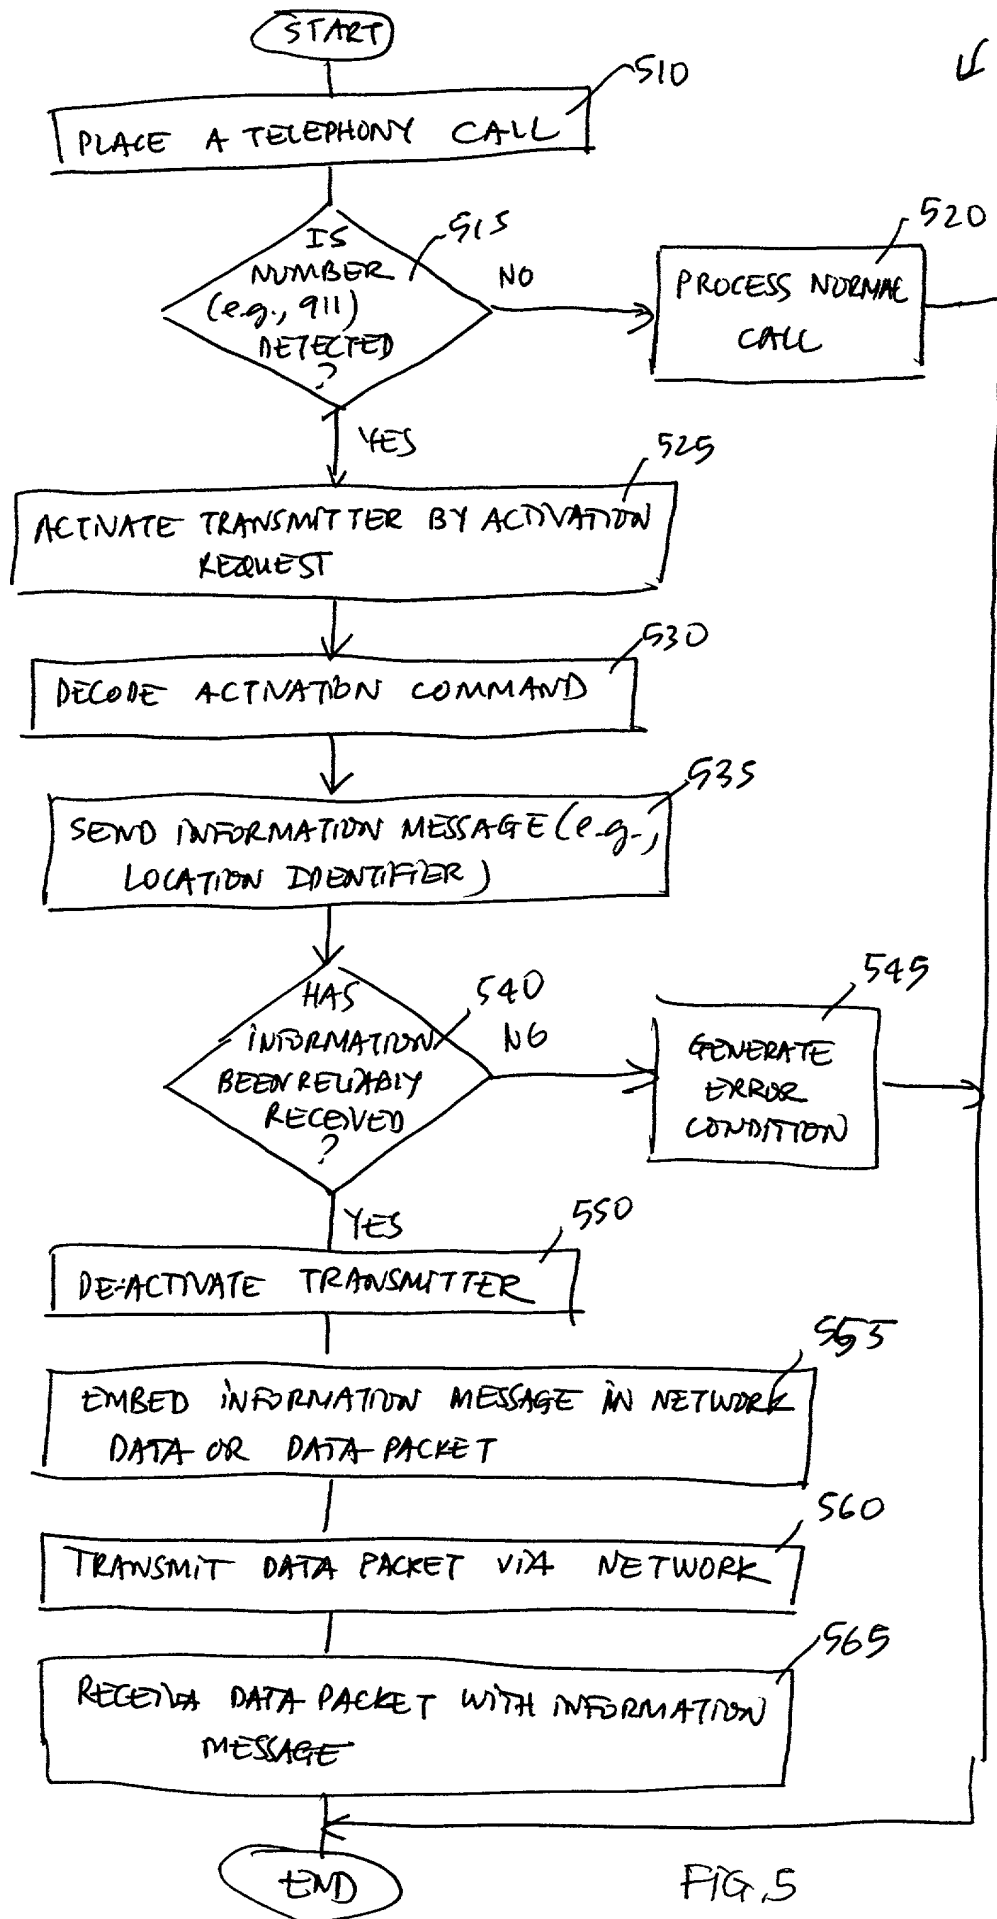 START
510
PLACE A TELEPHONY CALL
IS
NUMBER
(e.g., 911)
DETECTED
?
515
NO
520
PROCESS NORMAL
CALL
YES
525
ACTIVATE TRANSMITTER BY ACTIVATION
REQUEST
530
DECODE ACTIVATION COMMAND
535
SEND INFORMATION MESSAGE (e.g.,
LOCATION IDENTIFIER)
HAS
INFORMATION
BEEN RELIABLY
RECEIVED
?
540
NO
545
GENERATE
ERROR
CONDITION
YES
550
DE-ACTIVATE TRANSMITTER
555
EMBED INFORMATION MESSAGE IN NETWORK
DATA OR DATA PACKET
560
TRANSMIT DATA PACKET VIA NETWORK
565
RECEIVE DATA PACKET WITH INFORMATION
MESSAGE
END
FIG. 5